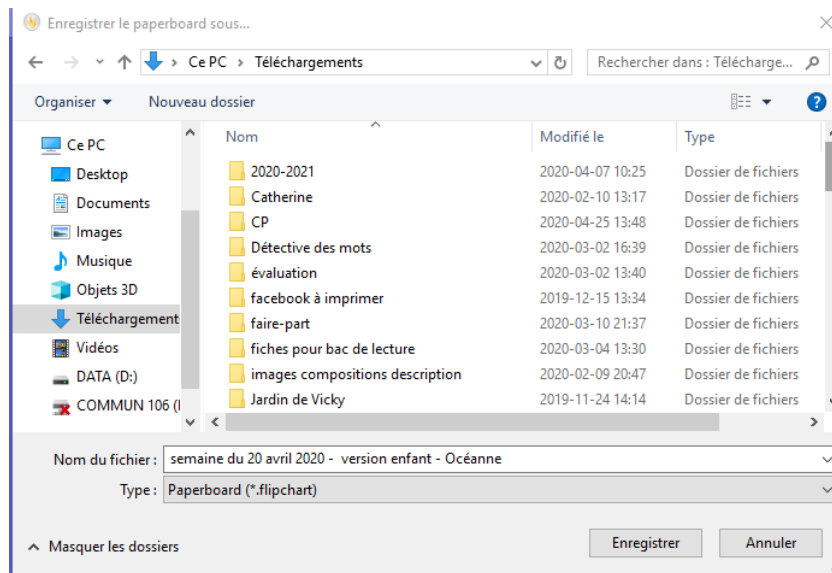 Enregistrer le paperboard sous...
Ce PC > Téléchargements
Rechercher dans : Télécharge...
Organiser Nouveau dossier
Nom Modifié le Type
Ce PC
Desktop
Documents
Images
Musique
Objets 3D
Téléchargement
Vidéos
DATA (D:)
COMMUN 106 (
2020-2021 2020-04-07 10:25 Dossier de fichiers
Catherine 2020-02-10 13:17 Dossier de fichiers
CP 2020-04-25 13:48 Dossier de fichiers
Détective des mots 2020-03-02 16:39 Dossier de fichiers
évaluation 2020-03-02 13:40 Dossier de fichiers
facebook à imprimer 2019-12-15 13:34 Dossier de fichiers
faire-part 2020-03-10 21:37 Dossier de fichiers
fiches pour bac de lecture 2020-03-04 13:30 Dossier de fichiers
images compositions description 2020-02-09 20:47 Dossier de fichiers
Jardin de Vicky 2019-11-24 14:14 Dossier de fichiers
Nom du fichier : semaine du 20 avril 2020 - version enfant - Océanne
Type : Paperboard (*.flipchart)
Masquer les dossiers
Enregistrer Annuler